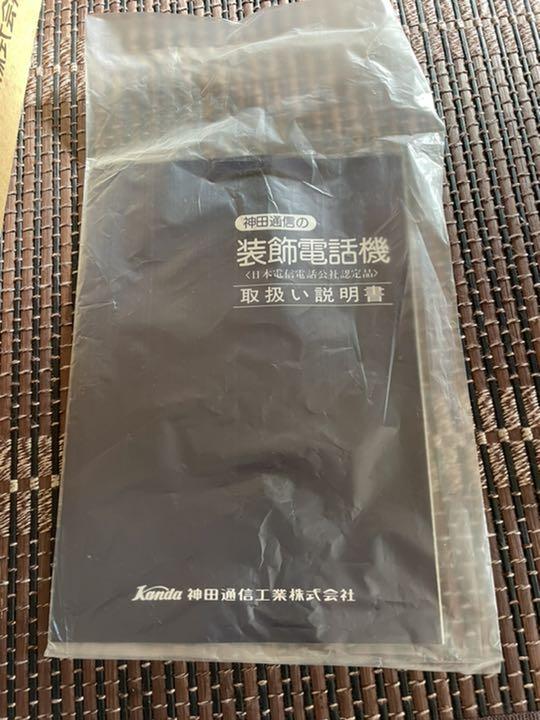 神田通信の
装飾電話機
〈日本電信電話公社認定品〉
取扱い説明書
Kanda 神田通信工業株式会社